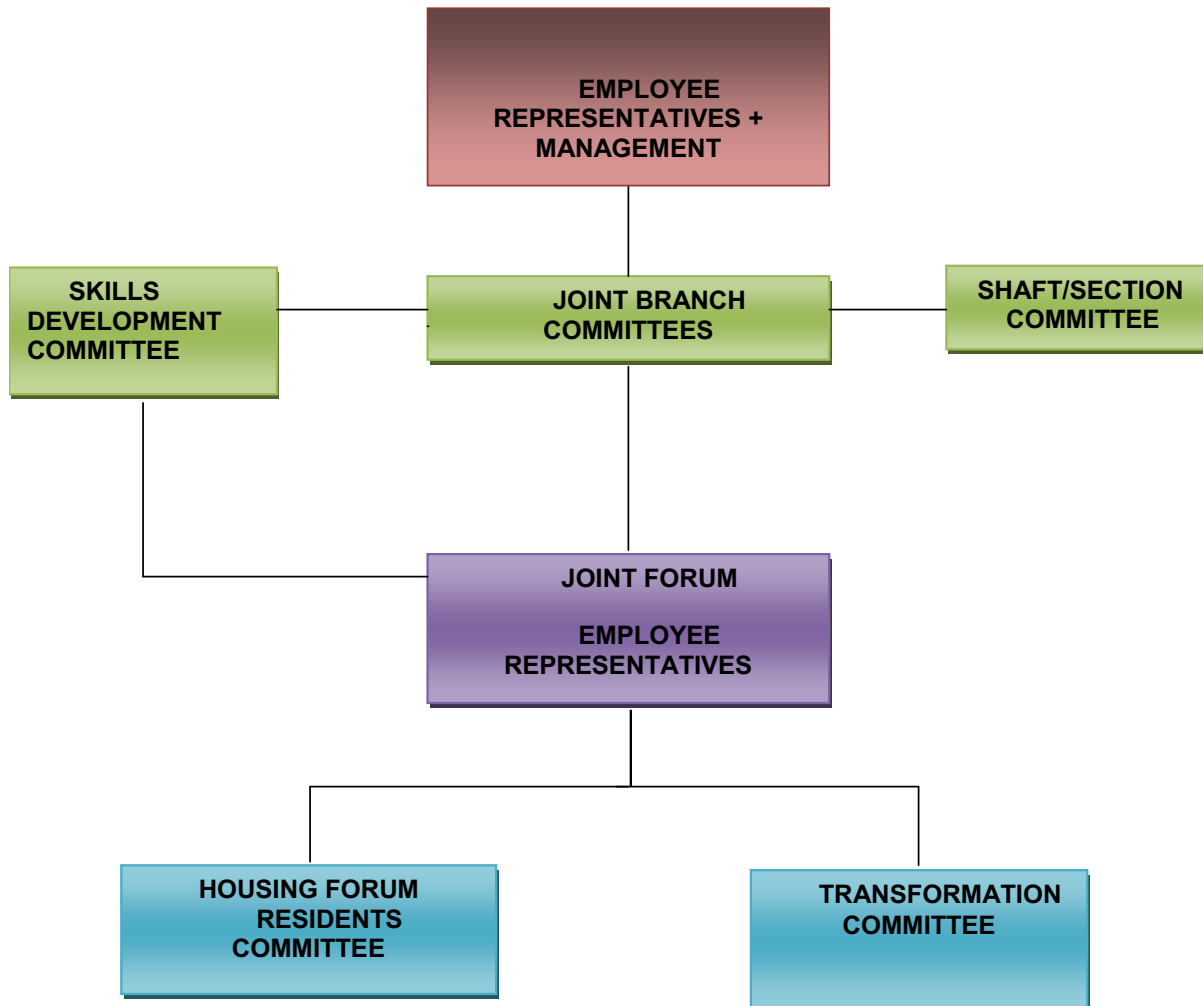 EMPLOYEE
REPRESENTATIVES +
MANAGEMENT
SKILLS
DEVELOPMENT
COMMITTEE
JOINT BRANCH
COMMITTEES
SHAFT/SECTION
COMMITTEE
JOINT FORUM
EMPLOYEE
REPRESENTATIVES
HOUSING FORUM
RESIDENTS
COMMITTEE
TRANSFORMATION
COMMITTEE